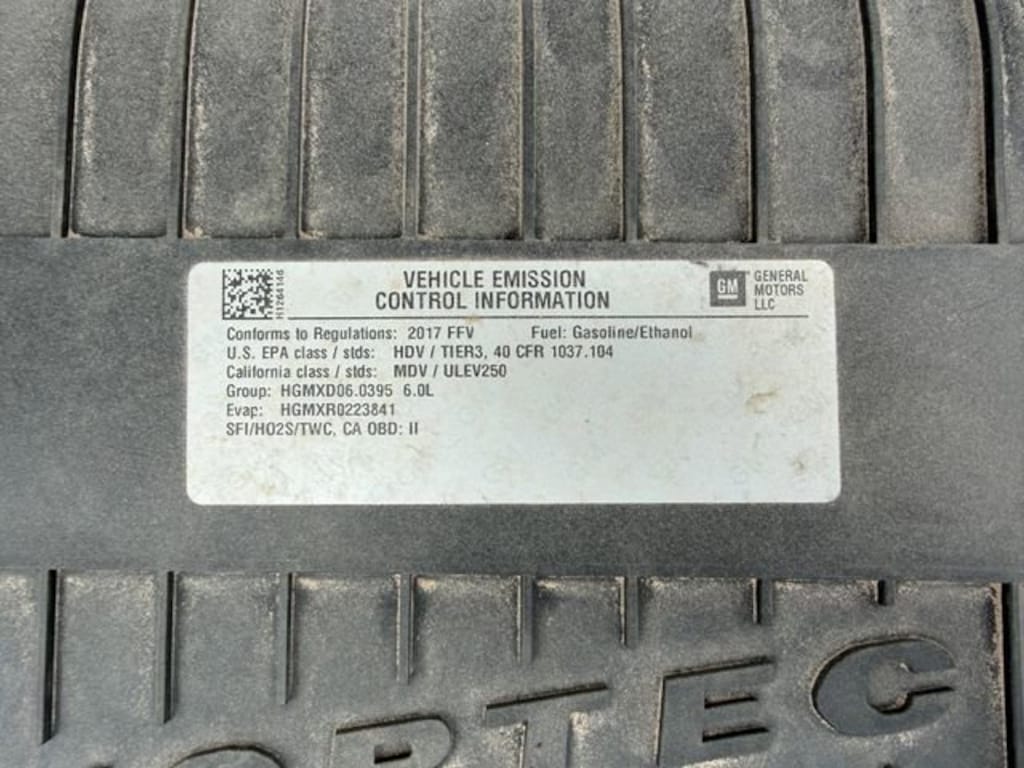 H1264146
VEHICLE EMISSION
CONTROL INFORMATION
GM
GENERAL
MOTORS
LLC
Conforms to Regulations: 2017 FFV Fuel: Gasoline/Ethanol
U.S. EPA class / stds: HDV / TIER3, 40 CFR 1037.104
California class / stds: MDV / ULEV250
Group: HGMXD06.0395 6.0L
Evap: HGMXR0223841
SFI/HO2S/TWC, CA OBD: II
ORTEC